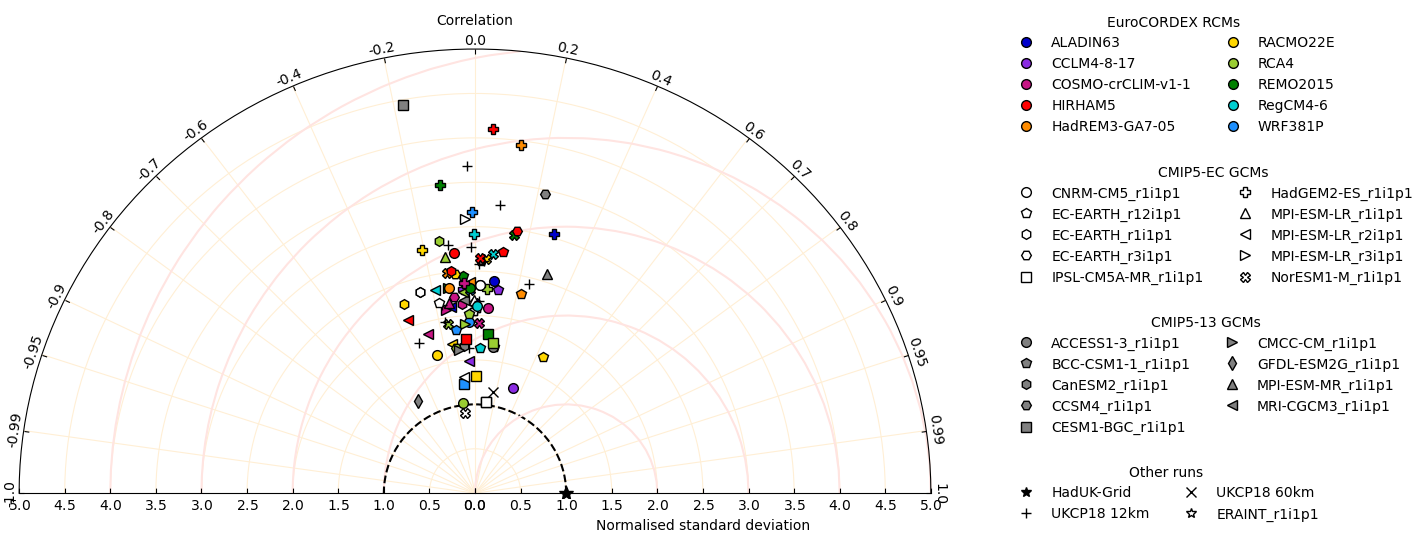 Correlation
-0.2
0.0
0.2
-0.4
0.4
-0.6
0.6
-0.7
0.7
-0.8
0.8
-0.9
0.9
-0.95
0.95
-0.99
0.99
-1.0
1.0
5.0 4.5 4.0 3.5 3.0 2.5 2.0 1.5 1.0 0.5 0.0 0.5 1.0 1.5 2.0 2.5 3.0 3.5 4.0 4.5 5.0
Normalised standard deviation
EuroCORDEX RCMs
ALADIN63 RACMO22E
CCLM4-8-17 RCA4
COSMO-crCLIM-v1-1 REMO2015
HIRHAM5 RegCM4-6
HadREM3-GA7-05 WRF381P
CMIP5-EC GCMs
CNRM-CM5_r1i1p1 HadGEM2-ES_r1i1p1
EC-EARTH_r12i1p1 MPI-ESM-LR_r1i1p1
EC-EARTH_r1i1p1 MPI-ESM-LR_r2i1p1
EC-EARTH_r3i1p1 MPI-ESM-LR_r3i1p1
IPSL-CM5A-MR_r1i1p1 NorESM1-M_r1i1p1
CMIP5-13 GCMs
ACCESS1-3_r1i1p1 CMCC-CM_r1i1p1
BCC-CSM1-1_r1i1p1 GFDL-ESM2G_r1i1p1
CanESM2_r1i1p1 MPI-ESM-MR_r1i1p1
CCSM4_r1i1p1 MRI-CGCM3_r1i1p1
CESM1-BGC_r1i1p1
Other runs
HadUK-Grid UKCP18 60km
UKCP18 12km ERAINT_r1i1p1